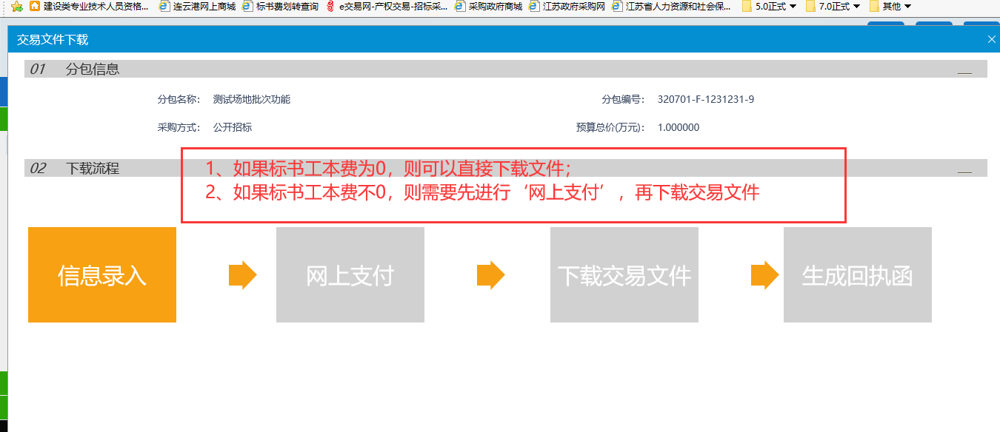 建设类专业技术人员资格... 连云港网上商城 标书费划转查询 e交易网-产权交易-招标采... 采购政府商城 江苏政府采购网 江苏省人力资源和社会保... 5.0正式 7.0正式 其他
交易文件下载
01 分包信息
分包名称： 测试场地批次功能 分包编号： 320701-F-1231231-9
采购方式： 公开招标 预算总价(万元)： 1.000000
02 下载流程
1、如果标书工本费为0，则可以直接下载文件；
2、如果标书工本费不0，则需要先进行‘网上支付’，再下载交易文件
信息录入 网上支付 下载交易文件 生成回执函